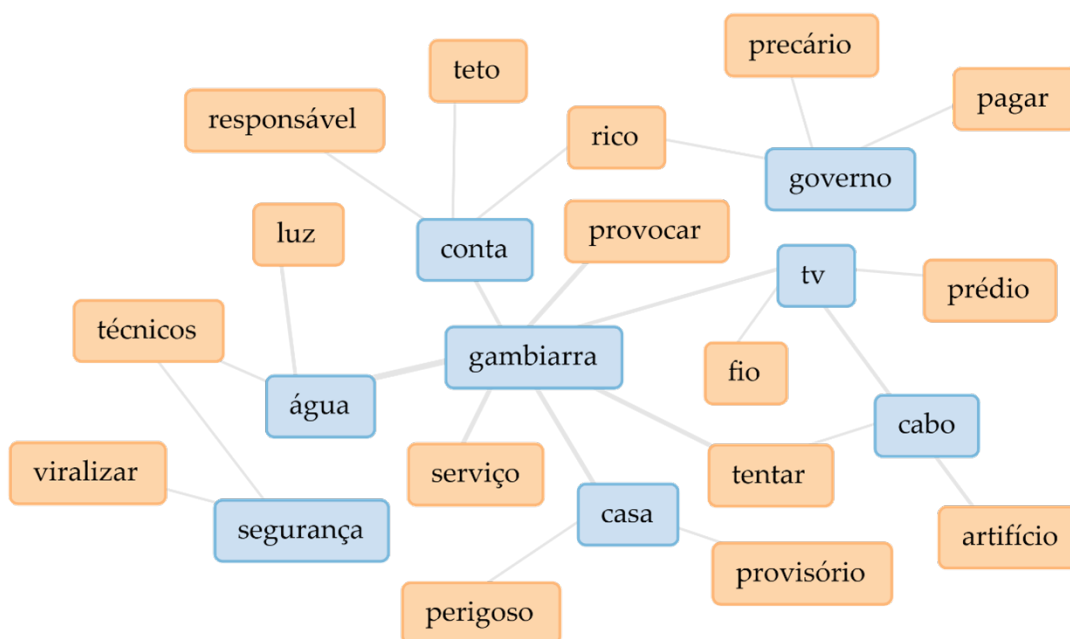 precário
teto
pagar
responsável
rico
governo
luz
provocar
conta
tv
prédio
técnicos
gambiarra
fio
água
cabo
viralizar
serviço
tentar
casa
segurança
artifício
provisório
perigoso